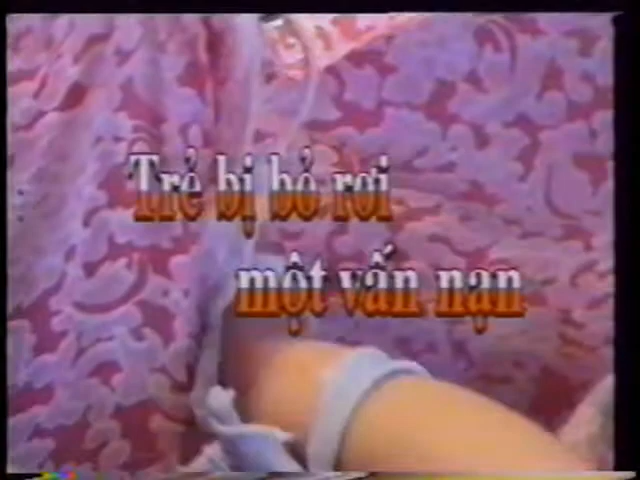 Trẻ bị bỏ rơi
một vấn nạn